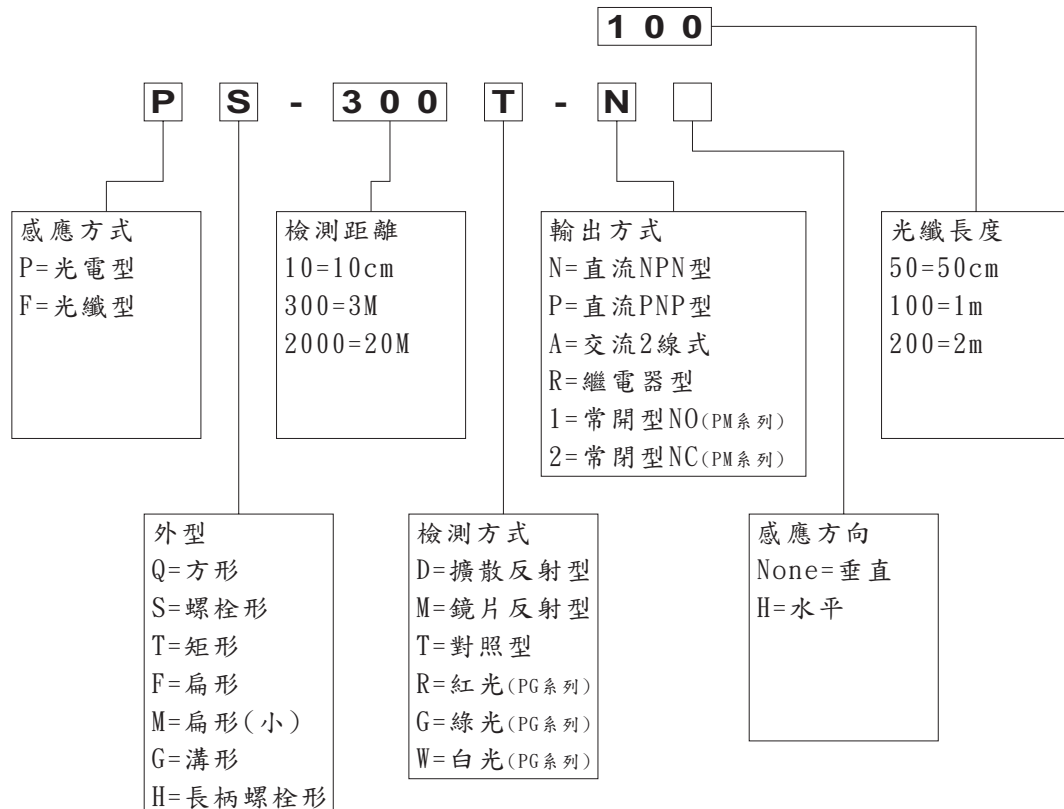 100
PS-300T-N
感應方式
P=光電型
F=光纖型
檢測距離
10=10cm
300=3M
2000=20M
輸出方式
N=直流NPN型
P=直流PNP型
A=交流2線式
R=繼電器型
1=常開型NO(PM系列)
2=常閉型NC(PM系列)
光纖長度
50=50cm
100=1m
200=2m
外型
Q=方形
S=螺栓形
T=矩形
F=扁形
M=扁形(小)
G=溝形
H=長柄螺栓形
檢測方式
D=擴散反射型
M=鏡片反射型
T=對照型
R=紅光(PG系列)
G=綠光(PG系列)
W=白光(PG系列)
感應方向
None=垂直
H=水平